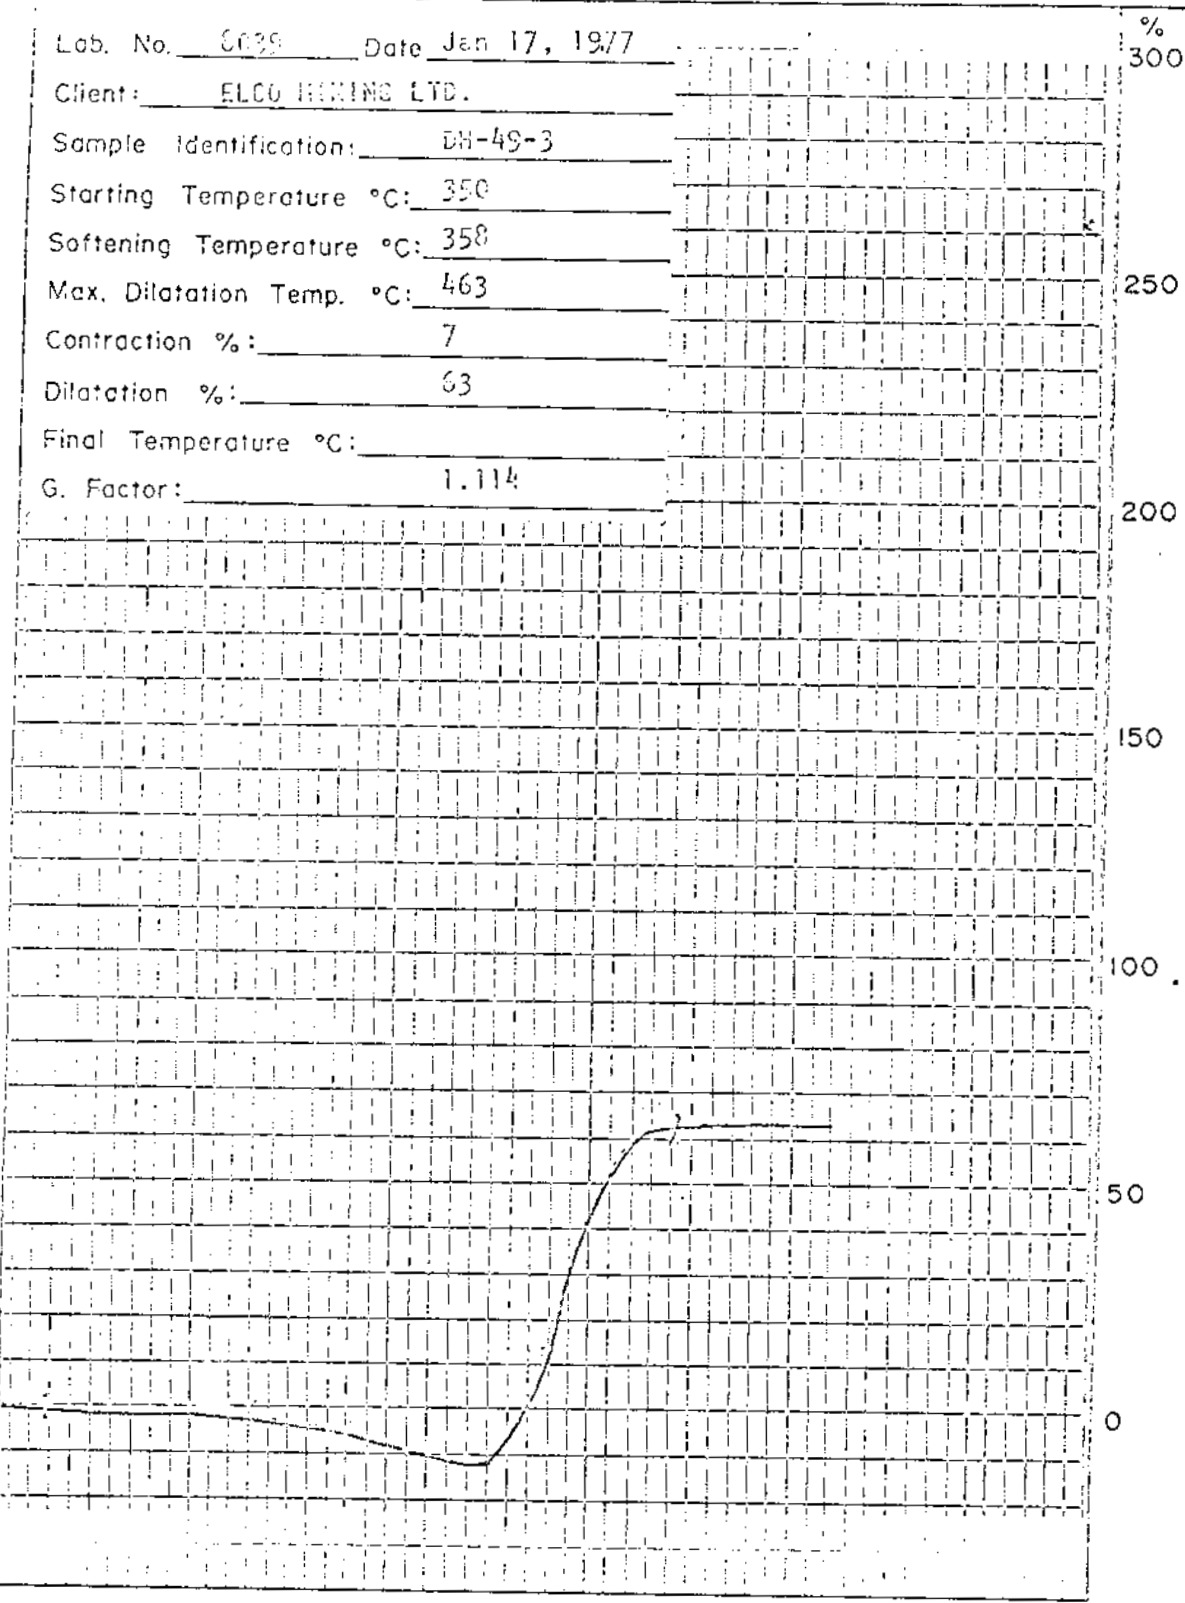 Lab. No. Date Jan 17, 1977
Client: ELCO MINING LTD.
Sample Identification: DH-49-3
Starting Temperature °C: 350
Softening Temperature °C: 358
Max. Dilatation Temp. °C: 463
Contraction %: 7
Dilatation %: 63
Final Temperature °C:
G. Factor: 1.114
%
300
250
200
150
100
50
0